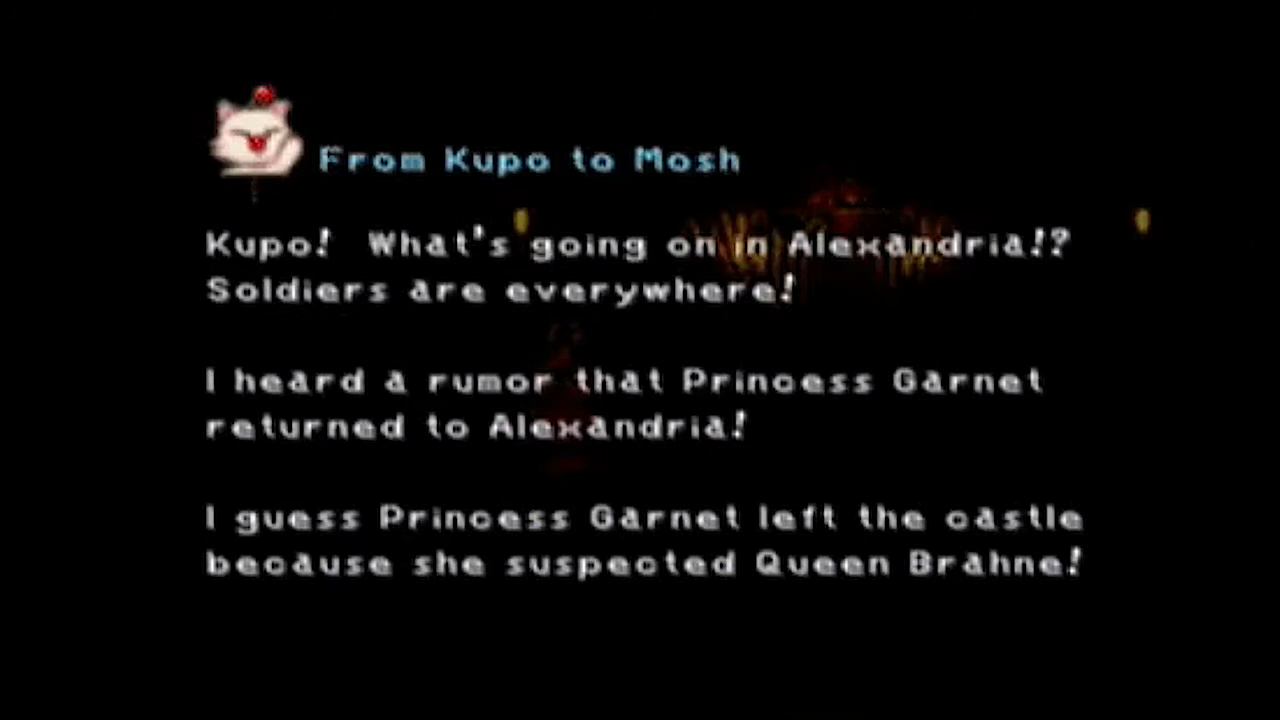 From Kupo to Mosh
Kupo! What's going on in Alexandria!?
Soldiers are everywhere!
I heard a rumor that Princess Garnet
returned to Alexandria!
I guess Princess Garnet left the castle
because she suspected Queen Brahne!